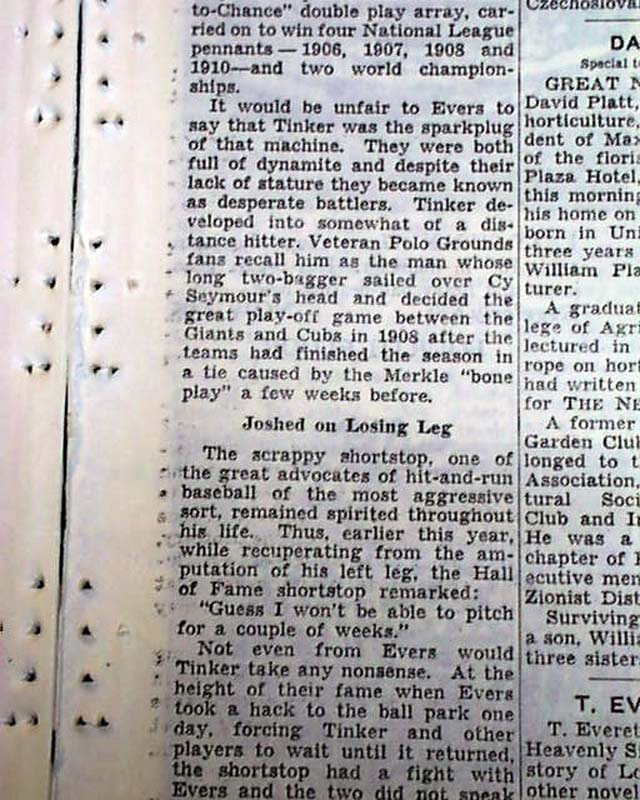 to-Chance" double play array, car-
ried on to win four National League
pennants — 1906, 1907, 1908 and
1910—and two world champion-
ships.
It would be unfair to Evers to
say that Tinker was the sparkplug
of that machine. They were both
full of dynamite and despite their
lack of stature they became known
as desperate battlers. Tinker de-
veloped into somewhat of a dis-
tance hitter. Veteran Polo Grounds
fans recall him as the man whose
long two-bagger sailed over Cy
Seymour's head and decided the
great play-off game between the
Giants and Cubs in 1908 after the
teams had finished the season in
a tie caused by the Merkle "bone
play" a few weeks before.
Joshed on Losing Leg
The scrappy shortstop, one of
the great advocates of hit-and-run
baseball of the most aggressive
sort, remained spirited throughout
his life. Thus, earlier this year,
while recuperating from the am-
putation of his left leg, the Hall
of Fame shortstop remarked:
"Guess I won't be able to pitch
for a couple of weeks."
Not even from Evers would
Tinker take any nonsense. At the
height of their fame when Evers
took a hack to the ball park one
day, forcing Tinker and other
players to wait until it returned,
the shortstop had a fight with
Evers and the two did not speak
Czechoslova
DA
Special t
GREAT N
David Platt,
horticulture,
dent of Max
of the flori
Plaza Hotel,
this morning
his home on
born in Uni
three years
William Pla
turer.
A graduat
lege of Agri
lectured in
rope on hort
had written
for THE NE
A former
Garden Club
longed to t
Association,
tural Soci
Club and In
He was a
chapter of
ecutive mem
Zionist Dist
Surviving
a son, Willia
three sister
T. EV
T. Everet
Heavenly S
story of Lo
other novel